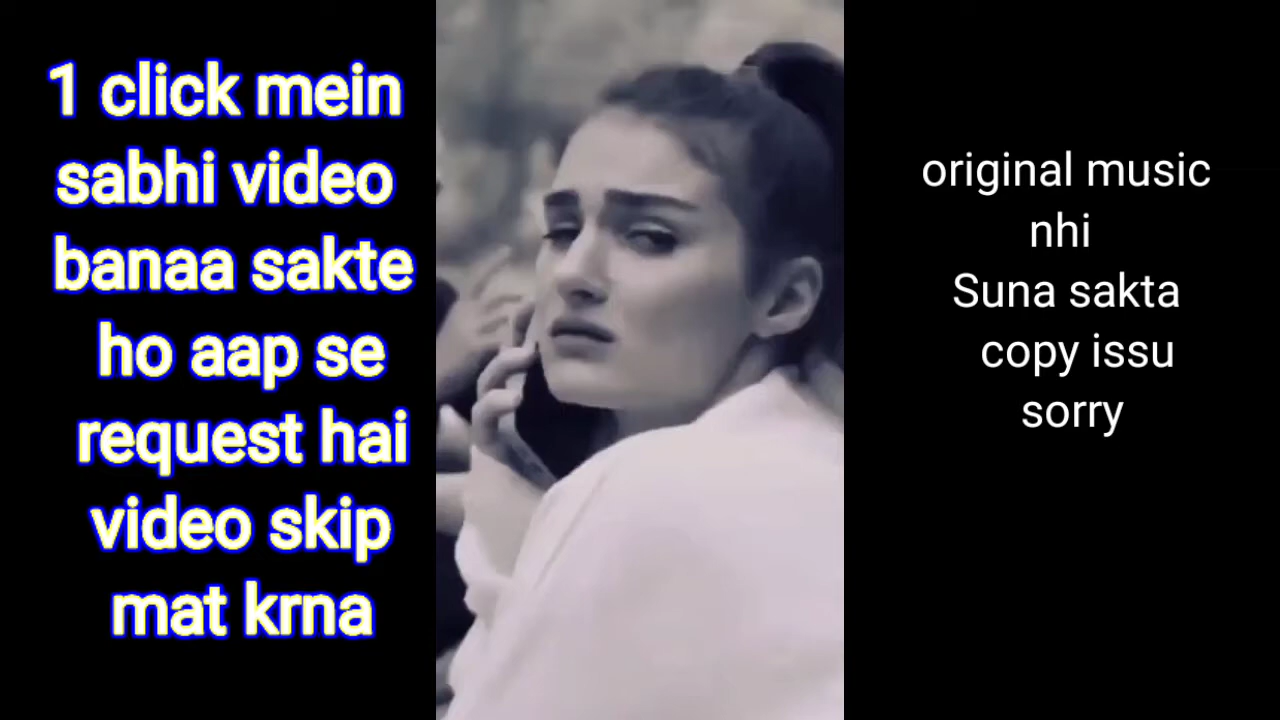 1 click mein
sabhi video
banaa sakte
ho aap se
request hai
video skip
mat krna
original music
nhi
Suna sakta
copy issu
sorry